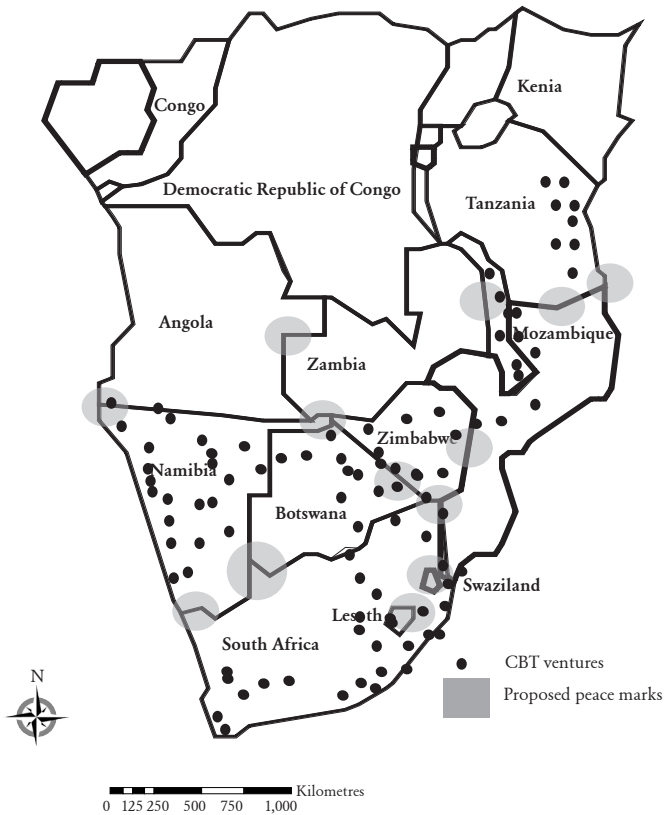 Kenia
Congo
Democratic Republic of Congo
Tanzania
Angola
Mozambique
Zambia
Zimbabwe
Namibia
Botswana
Swaziland
Lesoth
South Africa
CBT ventures
N
Proposed peace marks
Kilometres
0 125 250 500 750 1,000